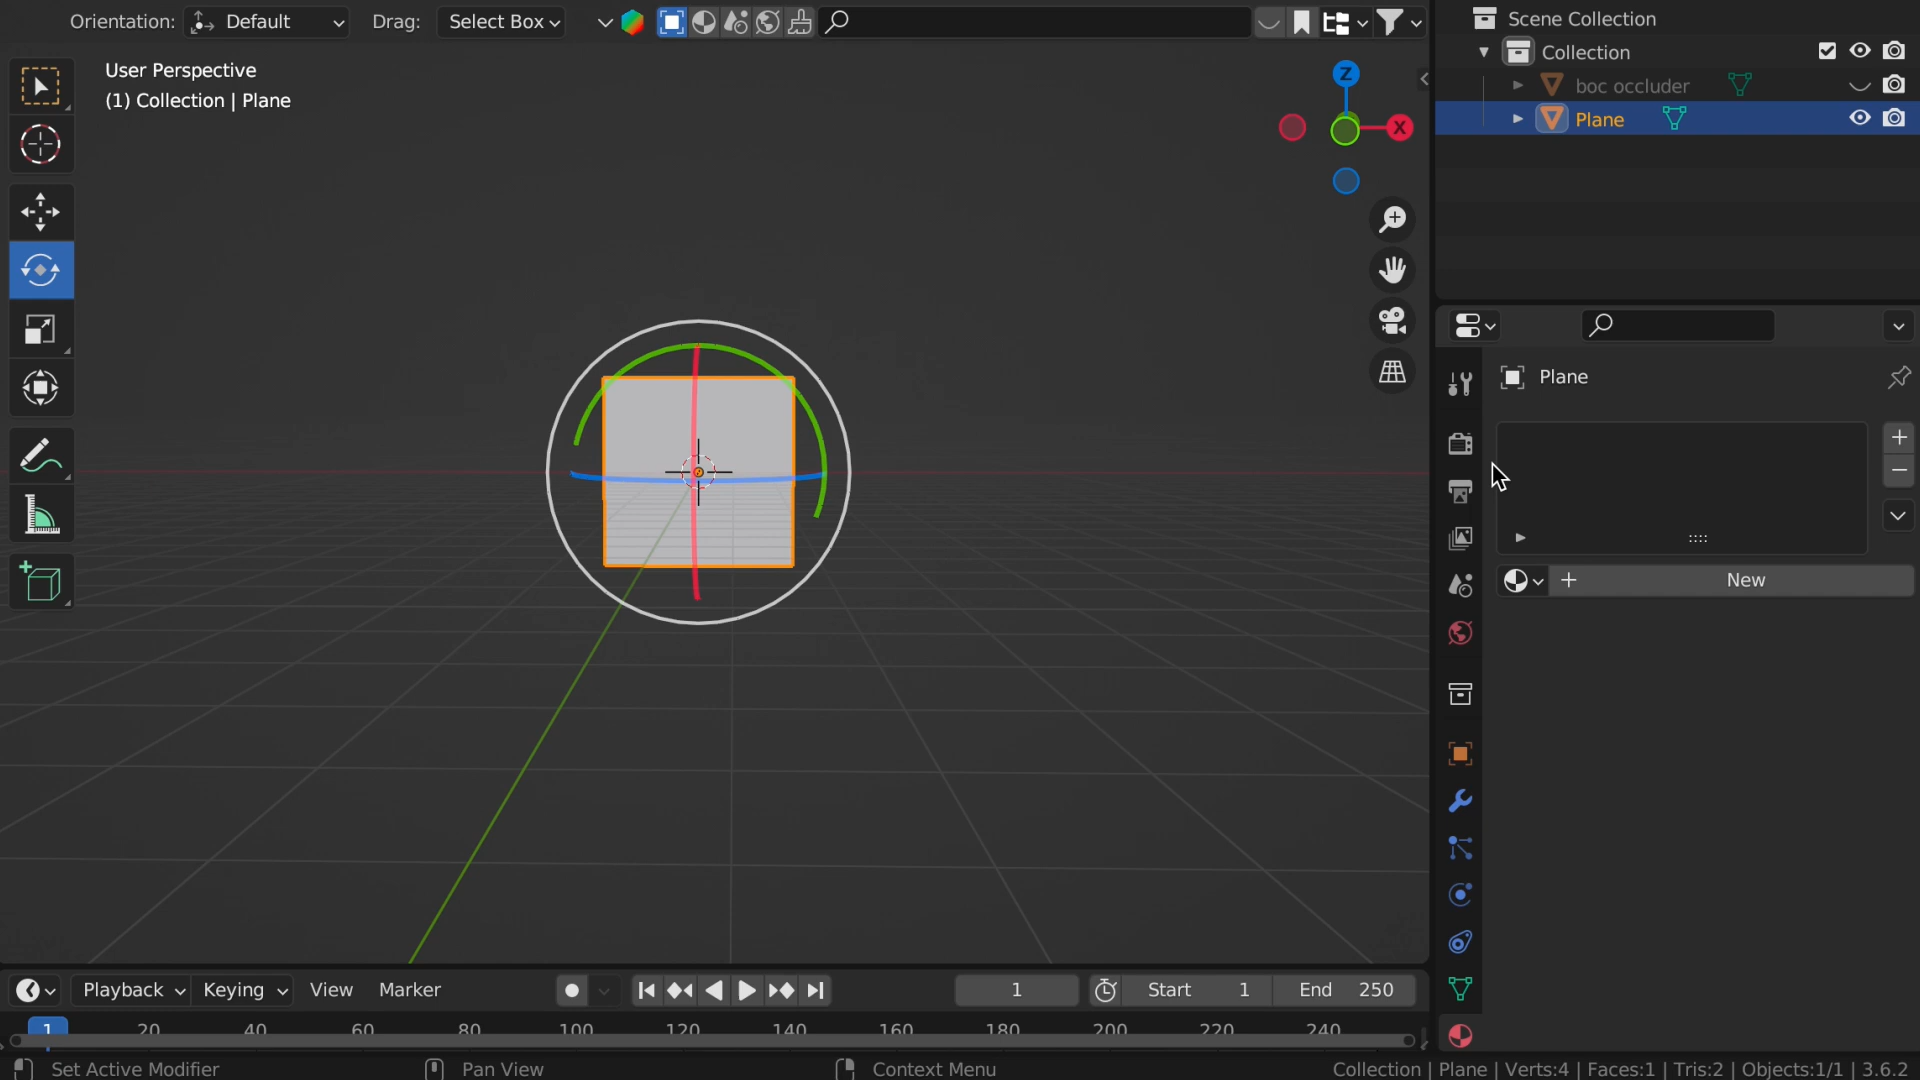 Orientation: Default Drag: Select Box
User Perspective
(1) Collection | Plane
Z
X
Scene Collection
Collection
boc occluder
Plane
Plane
New
Playback Keying View Marker 1 Start 1 End 250
1 20 40 60 80 100 120 140 160 180 200 220 240
Set Active Modifier Pan View Context Menu Collection | Plane | Verts:4 | Faces:1 | Tris:2 | Objects:1/1 | 3.6.2